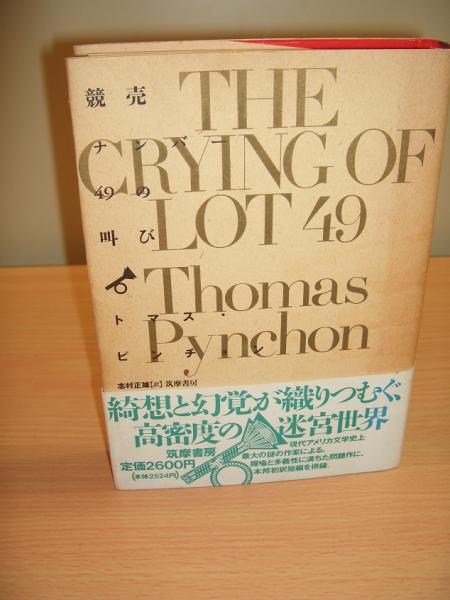 THE
CRYING OF
LOT 49
Thomas
Pynchon
競売
ナンバー
49の
叫び
トマス・
ピンチョン
志村正雄[訳] 筑摩書房
綺想と幻覚が織りつむぐ、
高密度の迷宮世界
筑摩書房
定価2600円
(本体2524円)
現代アメリカ文学史上
最大の謎の作家による、
隠喩と多義性に満ちた問題作に、
本邦初訳短編を併録。